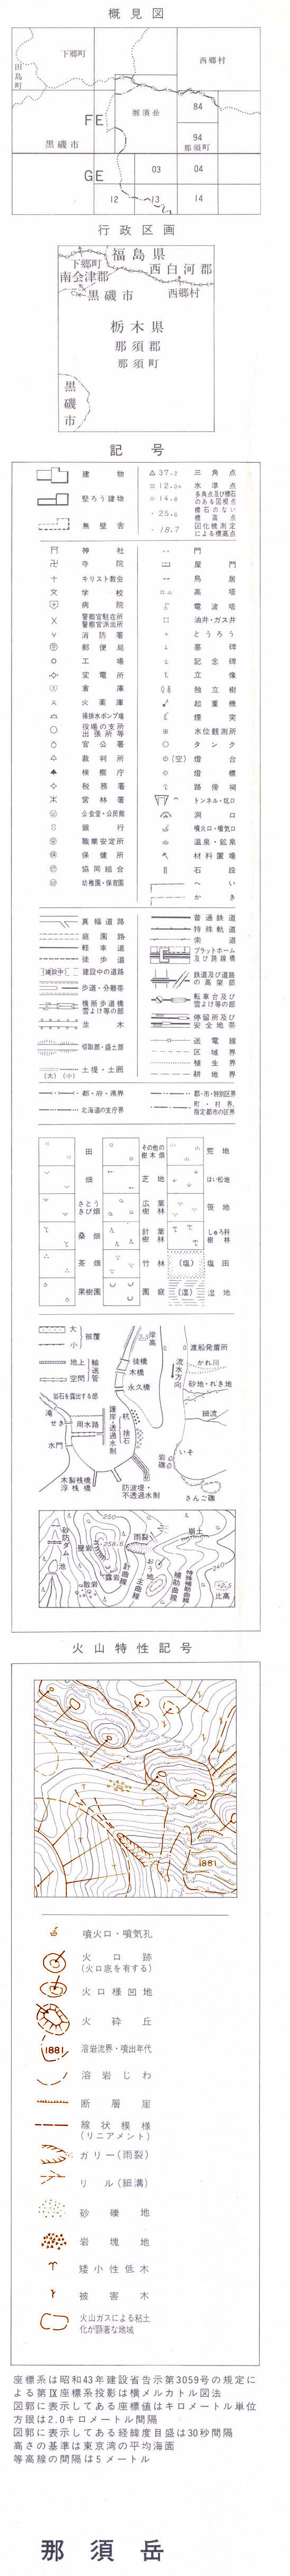 概見図
下郷町
西郷村
田島町
那須岳
84
FE
黒磯市
94
那須町
GE
03
04
12
13
14
行政区画
福島県
下郷町
西白河郡
南会津郡
黒磯市
西郷村
栃木県
那須郡
那須町
黒磯市
記号
建物
堅ろう建物
無壁舎
37.2 三角点
12.0 水準点
14.8 多角点及び標石のある図根点
25.6 標石のない標高点
18.7 図化機測定による標高点
神社
寺院
キリスト教会
学校
病院
警察官駐在所
警察官派出所
消防署
郵便局
工場
変電所
倉庫
火薬庫
揚排水ポンプ場
役場の支所
出張所等
官公署
裁判所
検察庁
税務署
営林署
公会堂・公民館
銀行
職業安定所
保健所
協同組合
幼稚園・保育園
門
屋門
鳥居
高塔
電波塔
油井・ガス井
とうろう
墓碑
記念碑
立像
独立樹
起重機
煙突
水位観測所
タンク
(空) 灯台
灯標
路傍祠
トンネル・坑口
洞口
噴火口・噴気口
温泉・鉱泉
材料置場
石段
へい
かき
真幅道路
庭園路
軽車道
徒歩道
建設中 建設中の道路
歩道・分離帯
横断歩道橋
雪よけ等の部
並木
切取部・盛土部
(大) (小) 土堤・土囲
普通鉄道
特殊軌道
索道
プラットホーム
及び跨線橋
鉄道及び道路
の高架部
転車台及び
雪よけ等の部
停留所及び
安全地帯
送電線
区域界
植生界
耕地界
都・府・県界
北海道の支庁界
郡・市・特別区界
町・村界、
指定都市の区界
田
畑
さとうきび畑
桑畑
茶畑
果樹園
その他の樹木畑
芝地
広葉樹林
針葉樹林
竹林
園庭
荒地
はい松地
笹地
しゅろ科樹林
(塩) 塩田
(湿) 湿地
大
小
被覆
地上
空間
輸送管
岩石を露出する部
滝
せき
用水路
水門
木製桟橋
浮桟橋
岸高
徒橋
木橋
永久橋
護岸・透過水制
杭
捨石
防波堤・
不透過水制
流水方向
渡船発着所
かれ川
砂地・れき地
細流
いそ
岩礁
さんご礁
砂防ダム
池
250
258.6
壁岩
露岩
散岩
計曲線
主曲線
雨裂
おう地
補助曲線
特殊補助曲線
崩土
240
+2.5
比高
火山特性記号
1881
噴火口・噴気孔
火口跡
(火口底を有する)
火口様凹地
火砕丘
1881 溶岩流界・噴出年代
溶岩じわ
断層崖
線状模様
(リニアメント)
ガリー(雨裂)
リル(細溝)
砂礫地
岩塊地
矮小性低木
被害木
火山ガスによる粘土
化が顕著な地域
座標系は昭和43年建設省告示第3059号の規定に
よる第Ⅸ座標系投影は横メルカトル図法
図郭に表示してある座標値はキロメートル単位
方眼は2.0キロメートル間隔
図郭に表示してある経緯度目盛は30秒間隔
高さの基準は東京湾の平均海面
等高線の間隔は5メートル
那須岳